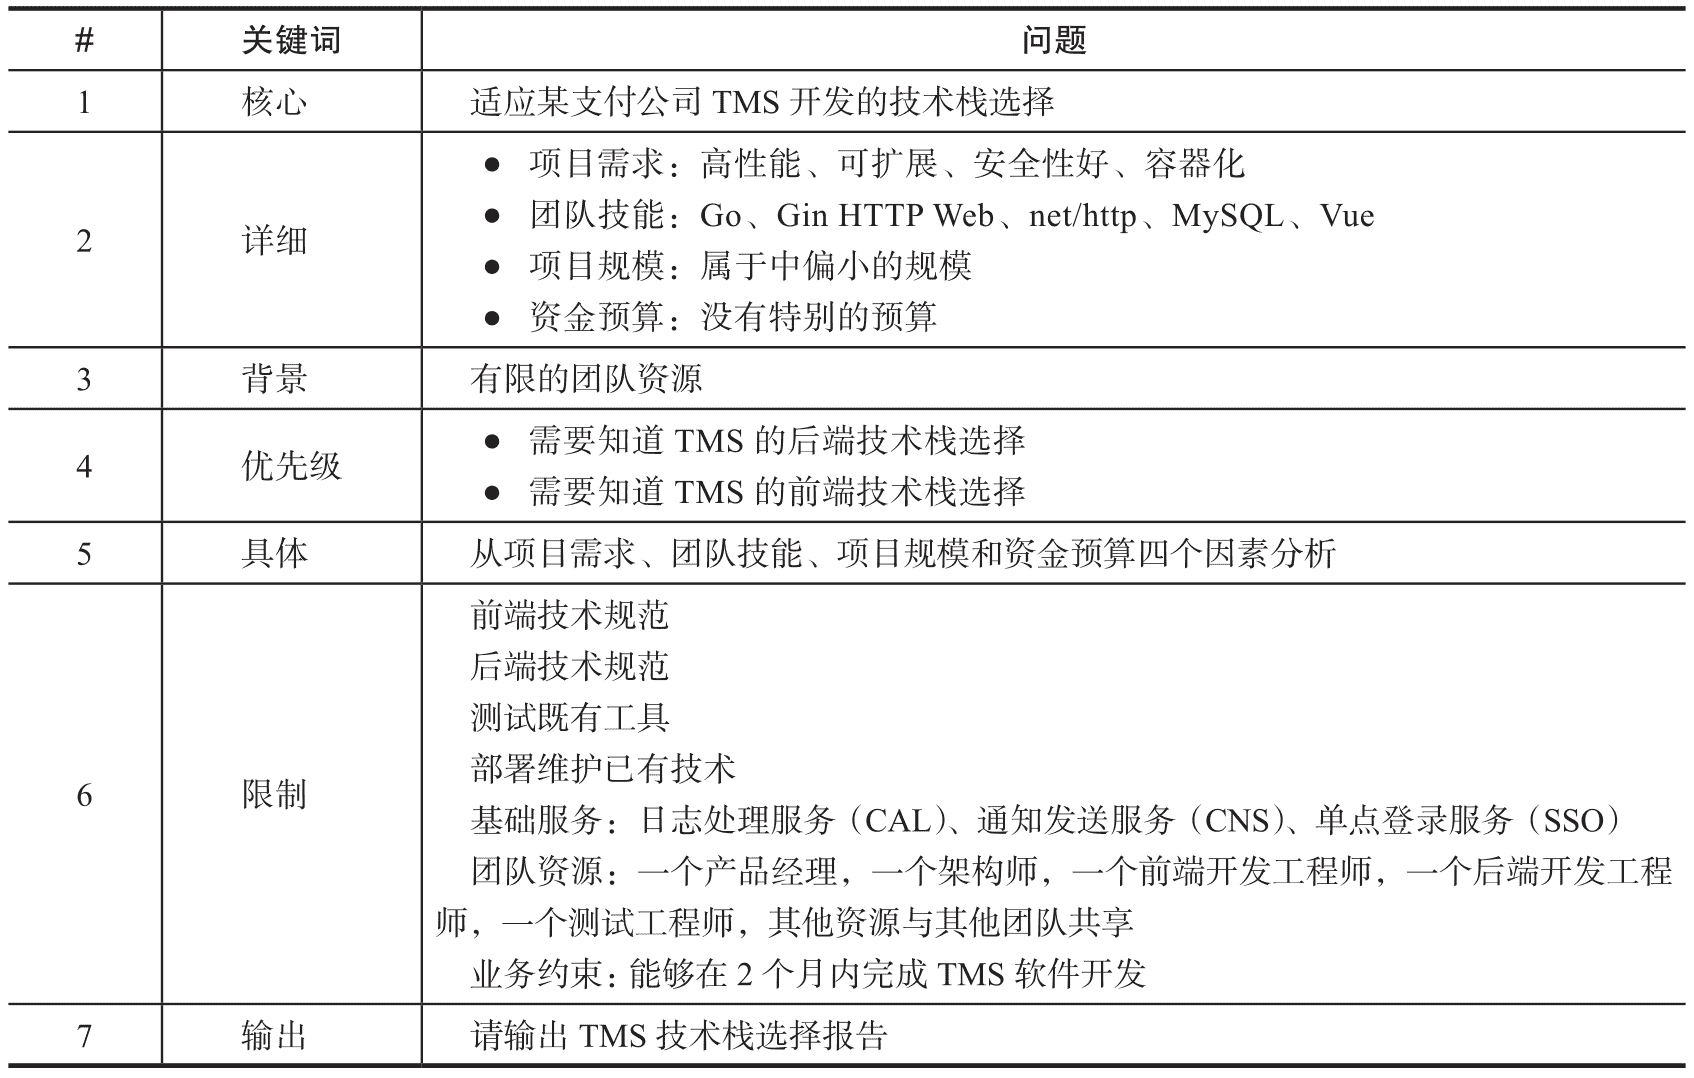 # 关键词 问题
1 核心 适应某支付公司 TMS 开发的技术栈选择
2 详细
● 项目需求：高性能、可扩展、安全性好、容器化
● 团队技能：Go、Gin HTTP Web、net/http、MySQL、Vue
● 项目规模：属于中偏小的规模
● 资金预算：没有特别的预算
3 背景 有限的团队资源
4 优先级
● 需要知道 TMS 的后端技术栈选择
● 需要知道 TMS 的前端技术栈选择
5 具体 从项目需求、团队技能、项目规模和资金预算四个因素分析
6 限制
前端技术规范
后端技术规范
测试既有工具
部署维护已有技术
基础服务：日志处理服务（CAL）、通知发送服务（CNS）、单点登录服务（SSO）
团队资源：一个产品经理，一个架构师，一个前端开发工程师，一个后端开发工程
师，一个测试工程师，其他资源与其他团队共享
业务约束：能够在 2 个月内完成 TMS 软件开发
7 输出 请输出 TMS 技术栈选择报告